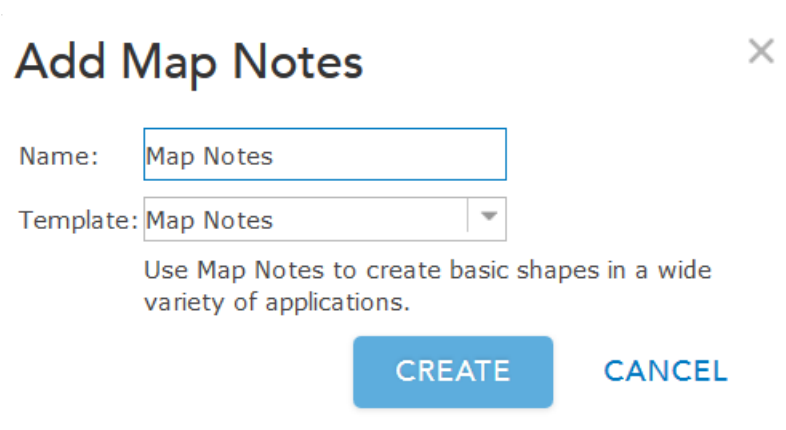 Add Map Notes
Name: Map Notes
Template: Map Notes
Use Map Notes to create basic shapes in a wide
variety of applications.
CREATE CANCEL